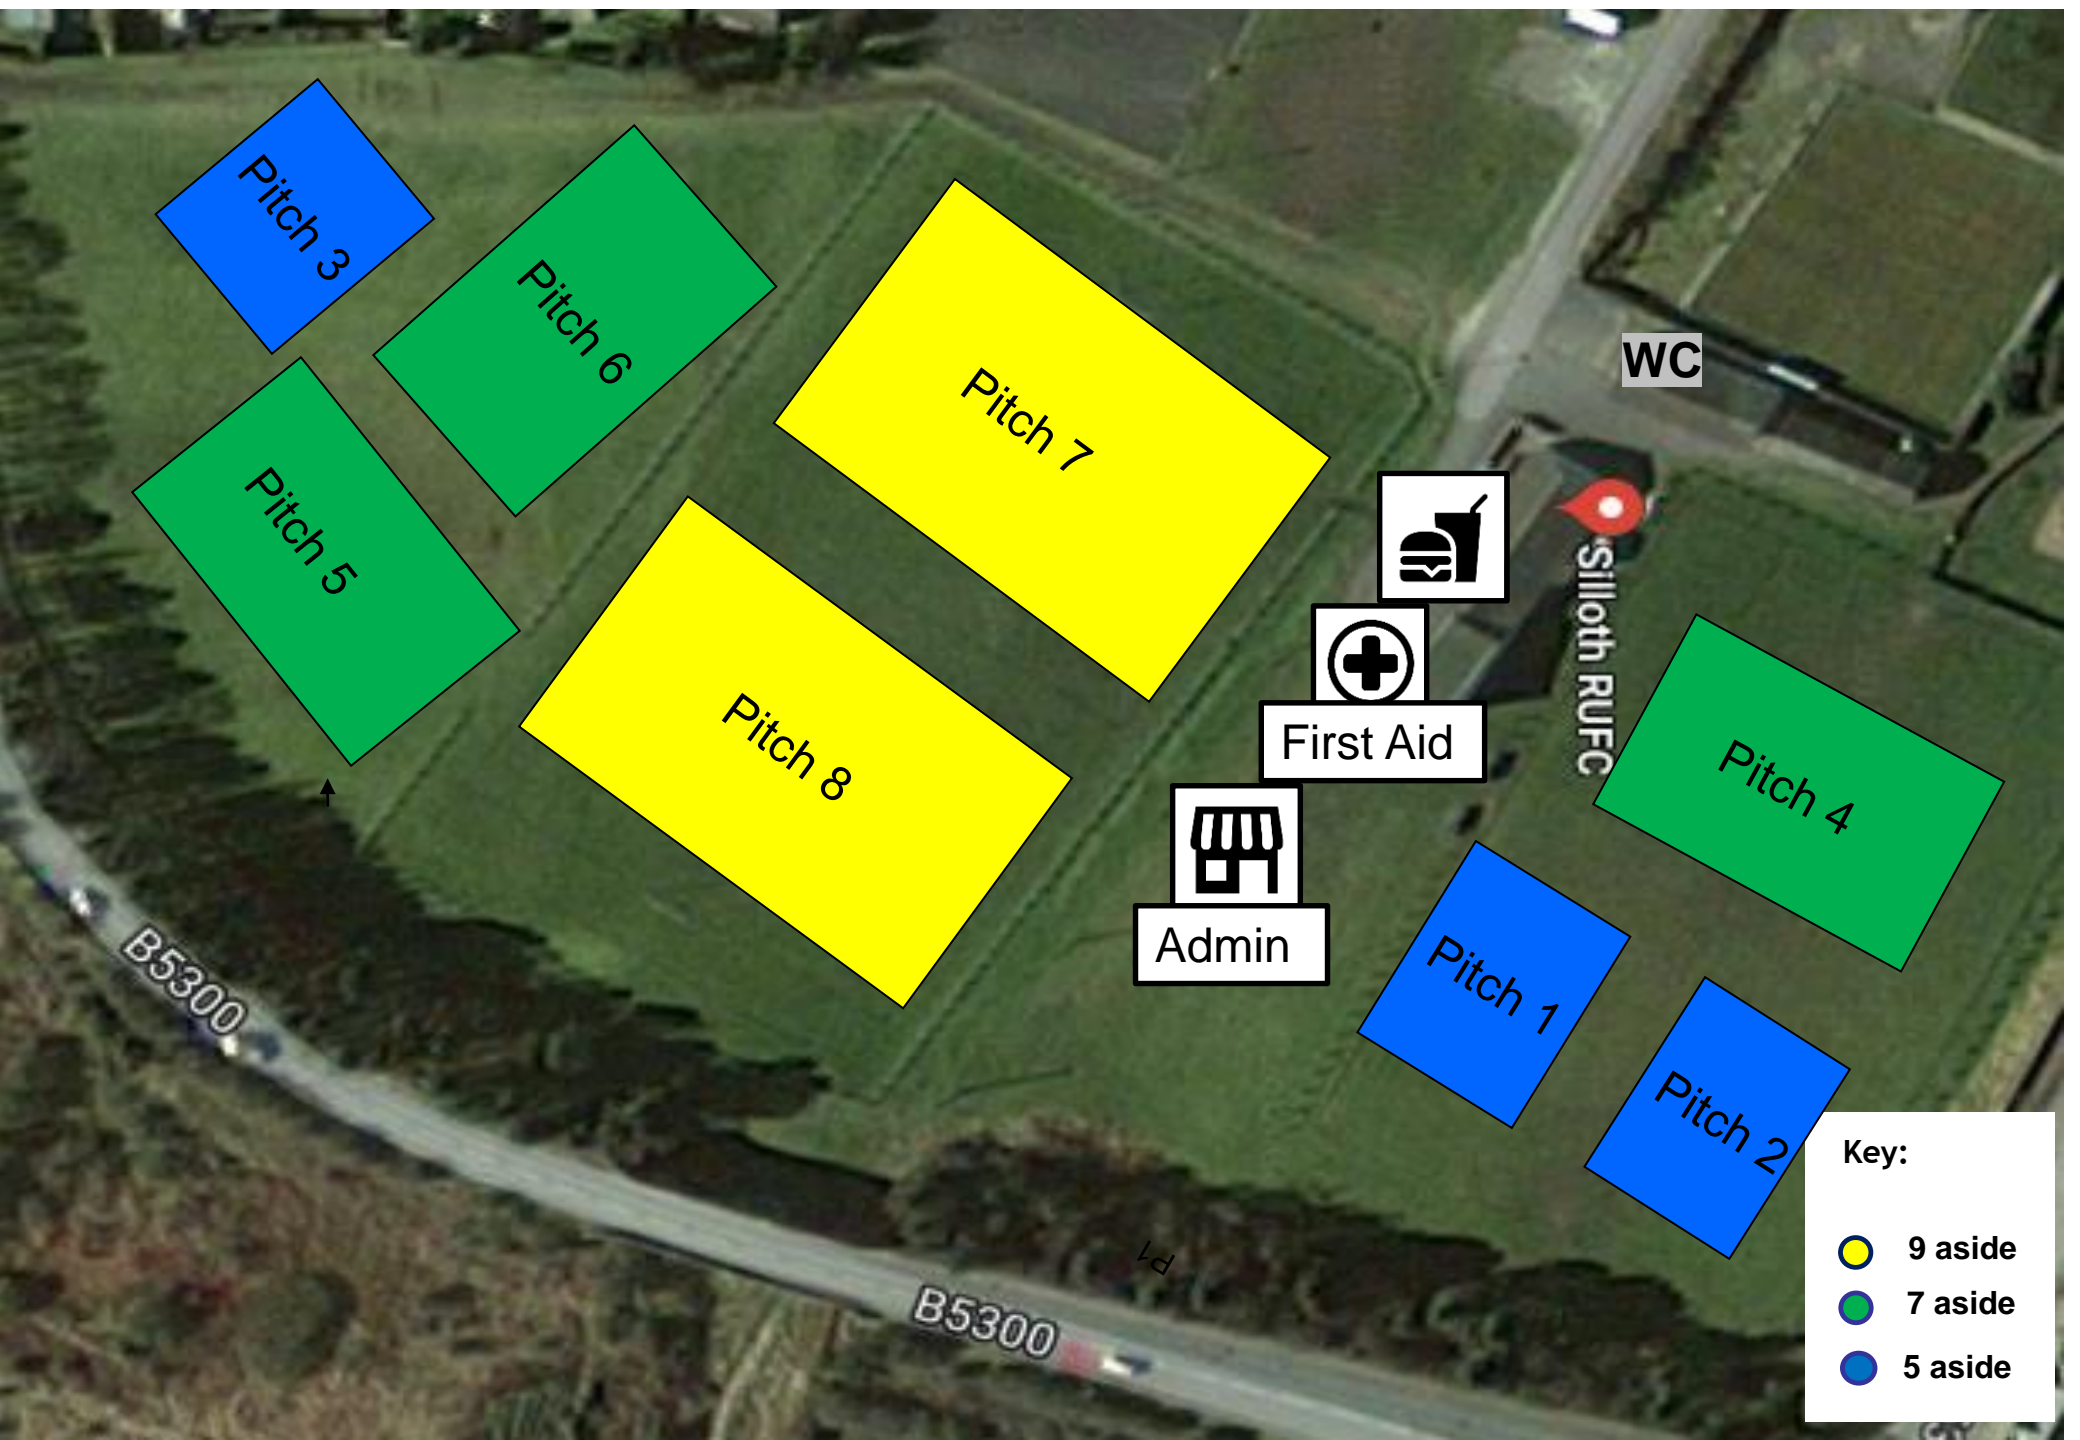 Pitch 3
Pitch 6
Pitch 7
WC
Pitch 5
Silloth RUFC
First Aid
Pitch 8
Pitch 4
Admin
Pitch 1
Pitch 2
B5300
Key:
P1
9 aside
B5300
7 aside
5 aside